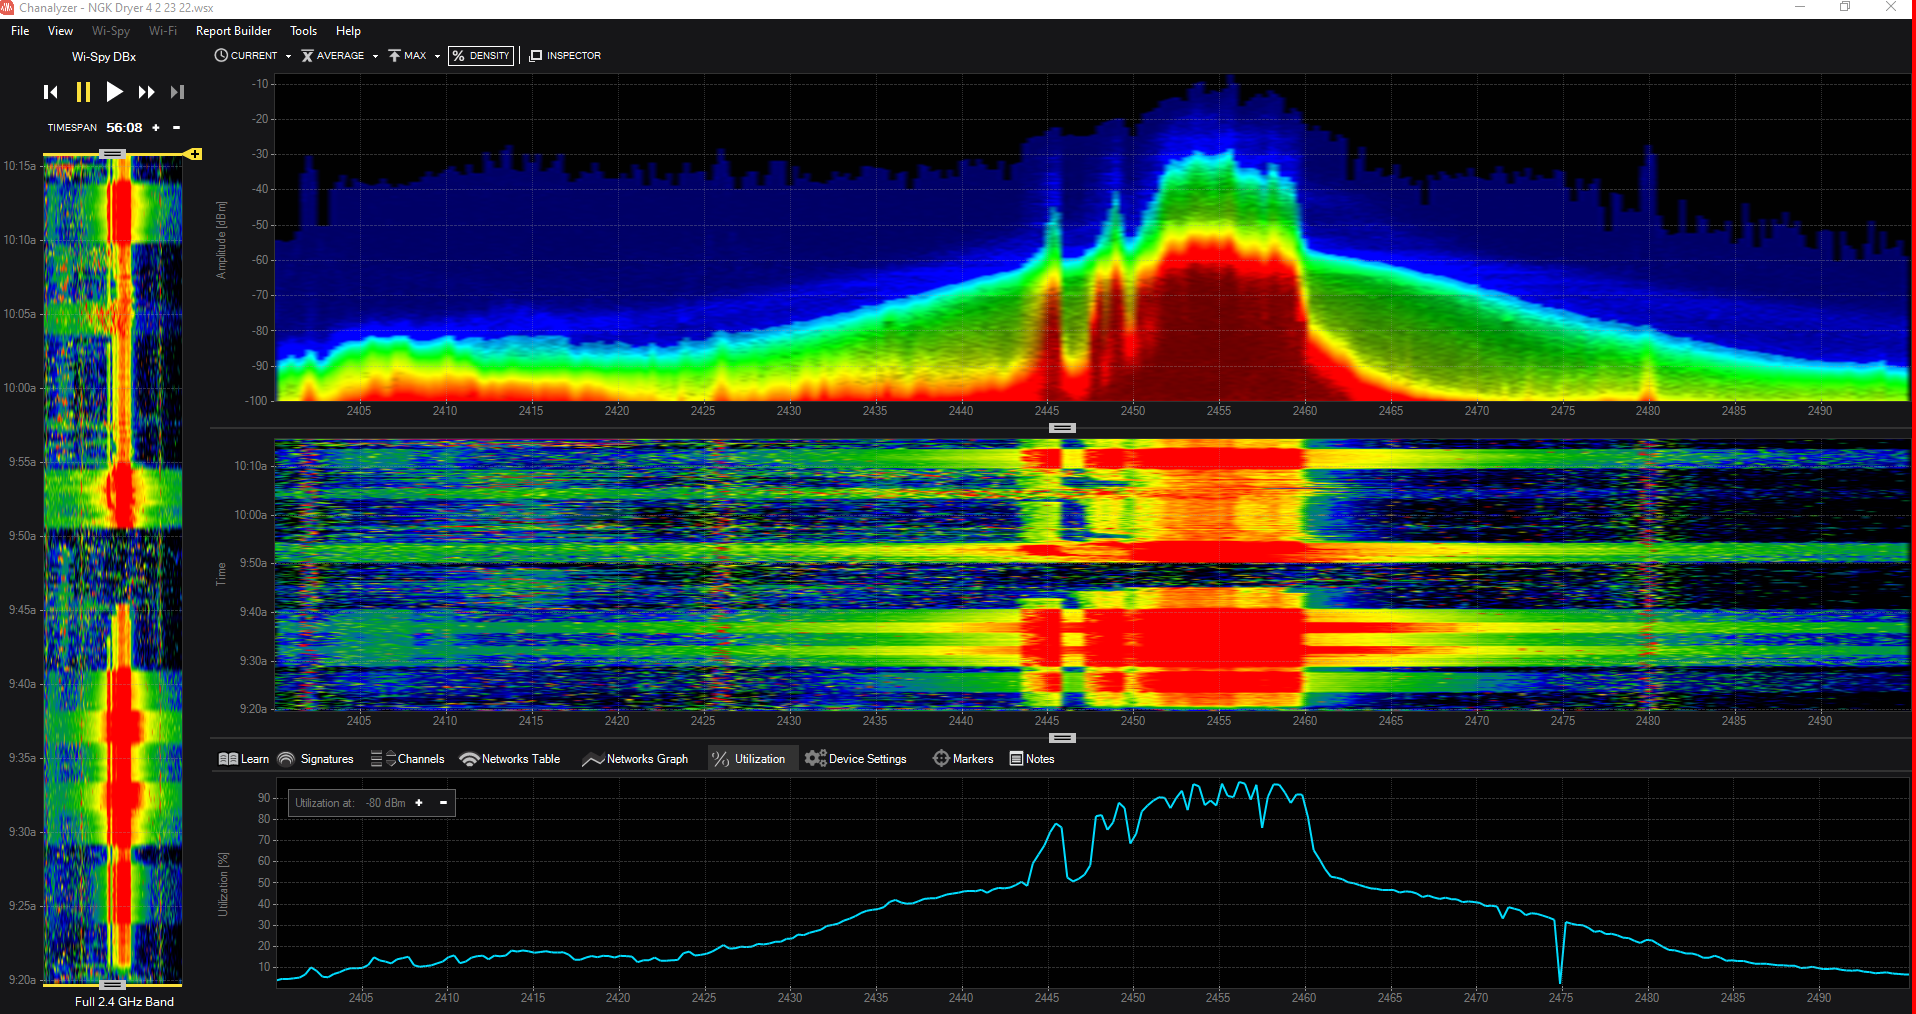 Chanalyzer - NGK Dryer 4 2 23 22.wsx
File View Wi-Spy Wi-Fi Report Builder Tools Help
Wi-Spy DBx
CURRENT AVERAGE MAX % DENSITY INSPECTOR
TIMESPAN 56:08 + -
10:15a
10:10a
10:05a
10:00a
9:55a
9:50a
9:45a
9:40a
9:35a
9:30a
9:25a
9:20a
Full 2.4 GHz Band
Amplitude [dBm]
-10
-20
-30
-40
-50
-60
-70
-80
-90
-100
2405 2410 2415 2420 2425 2430 2435 2440 2445 2450 2455 2460 2465 2470 2475 2480 2485 2490
Time
10:10a
10:00a
9:50a
9:40a
9:30a
9:20a
2405 2410 2415 2420 2425 2430 2435 2440 2445 2450 2455 2460 2465 2470 2475 2480 2485 2490
Learn Signatures Channels Networks Table Networks Graph Utilization Device Settings Markers Notes
Utilization at: -80 dBm + -
Utilization [%]
90
80
70
60
50
40
30
20
10
2405 2410 2415 2420 2425 2430 2435 2440 2445 2450 2455 2460 2465 2470 2475 2480 2485 2490